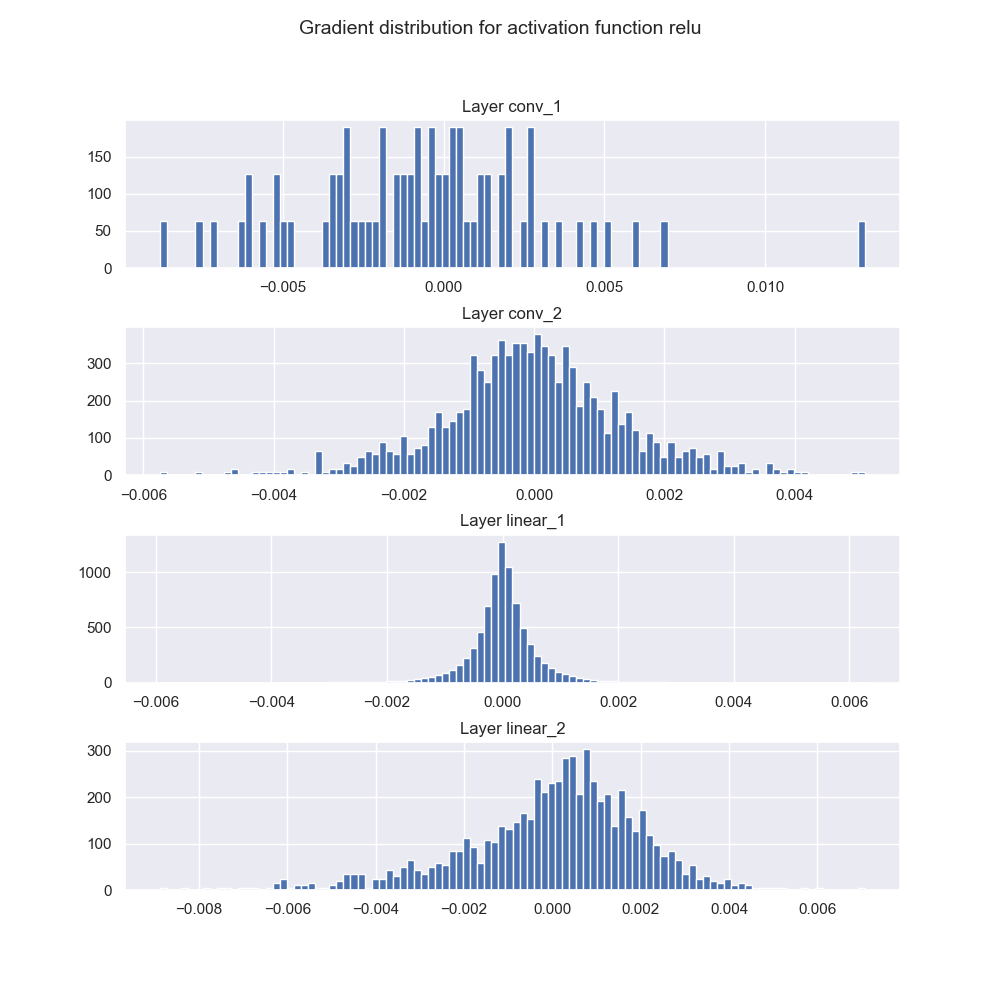 Gradient distribution for activation function relu
Layer conv_1
150
100
50
0
−0.005 0.000 0.005 0.010
Layer conv_2
300
200
100
0
−0.006 −0.004 −0.002 0.000 0.002 0.004
Layer linear_1
1000
500
0
−0.006 −0.004 −0.002 0.000 0.002 0.004 0.006
Layer linear_2
300
200
100
0
−0.008 −0.006 −0.004 −0.002 0.000 0.002 0.004 0.006